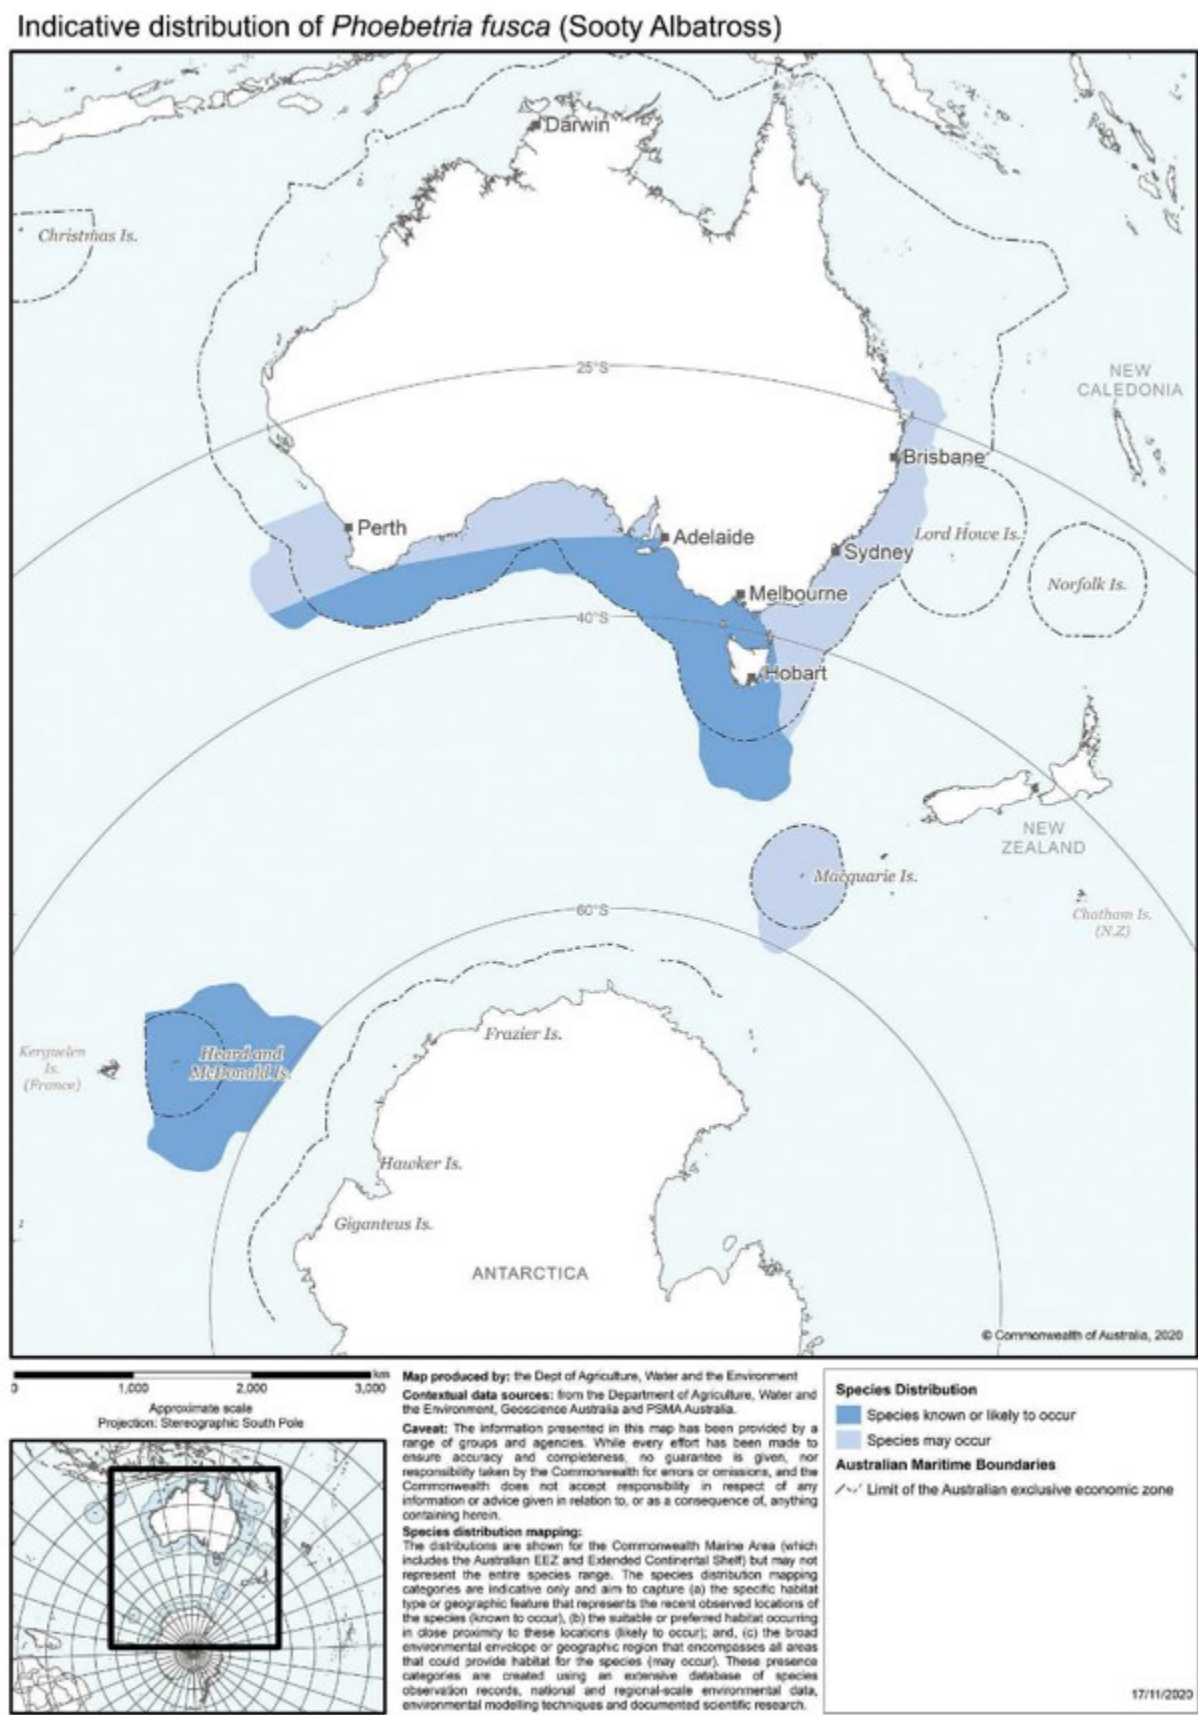 Indicative distribution of Phoebetria fusca (Sooty Albatross)
Darwin
Christmas Is.
25°S
NEW
CALEDONIA
Brisbane
Perth
Adelaide
Sydney
Lord Howe Is.
Norfolk Is.
Melbourne
40°S
Hobart
NEW
ZEALAND
Macquarie Is.
Chatham Is.
(N.Z)
60°S
Frazier Is.
Kerguelen
Is.
(France)
Heard and
McDonald Is.
Hawker Is.
Giganteus Is.
ANTARCTICA
© Commonwealth of Australia, 2020
km
0 1,000 2,000 3,000
Approximate scale
Projection: Stereographic South Pole
Map produced by: the Dept of Agriculture, Water and the Environment
Contextual data sources: from the Department of Agriculture, Water and
the Environment, Geoscience Australia and PSMA Australia.
Caveat: The information presented in this map has been provided by a
range of groups and agencies. While every effort has been made to
ensure accuracy and completeness, no guarantee is given, nor
responsibility taken by the Commonwealth for errors or omissions, and the
Commonwealth does not accept responsibility in respect of any
information or advice given in relation to, or as a consequence of, anything
containing herein.
Species distribution mapping:
The distributions are shown for the Commonwealth Marine Area (which
includes the Australian EEZ and Extended Continental Shelf) but may not
represent the entire species range. The species distribution mapping
categories are indicative only and aim to capture (a) the specific habitat
type or geographic feature that represents the recent observed locations of
the species (known to occur), (b) the suitable or preferred habitat occurring
in close proximity to these locations (likely to occur); and, (c) the broad
environmental envelope or geographic region that encompasses all areas
that could provide habitat for the species (may occur). These presence
categories are created using an extensive database of species
observation records, national and regional-scale environmental data,
environmental modelling techniques and documented scientific research.
Species Distribution
Species known or likely to occur
Species may occur
Australian Maritime Boundaries
Limit of the Australian exclusive economic zone
17/11/2020